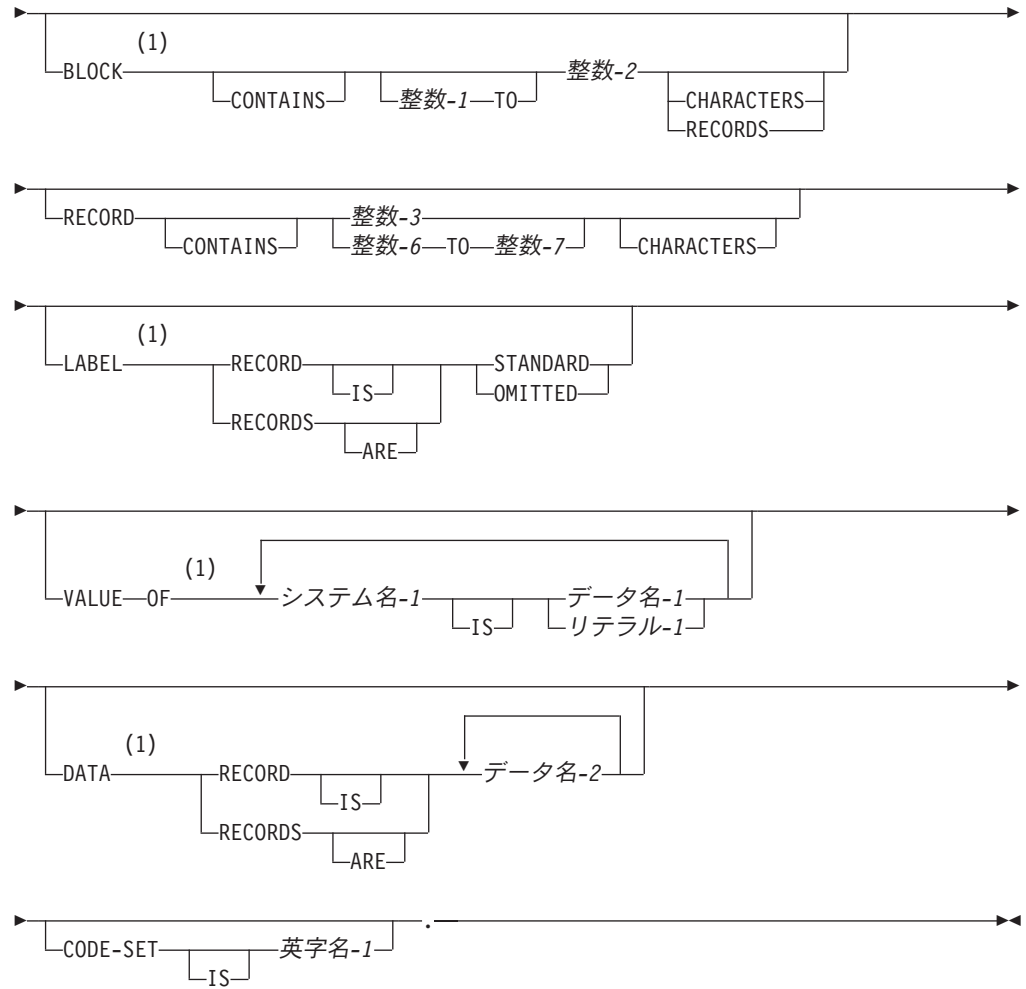 (1)
BLOCK 整数-2
CONTAINS 整数-1 TO CHARACTERS
RECORDS
RECORD 整数-3
CONTAINS 整数-6 TO 整数-7 CHARACTERS
(1)
LABEL RECORD STANDARD
IS OMITTED
RECORDS
ARE
(1)
VALUE OF システム名-1 データ名-1
IS リテラル-1
(1)
DATA RECORD データ名-2
IS
RECORDS
ARE
.
CODE-SET 英字名-1
IS